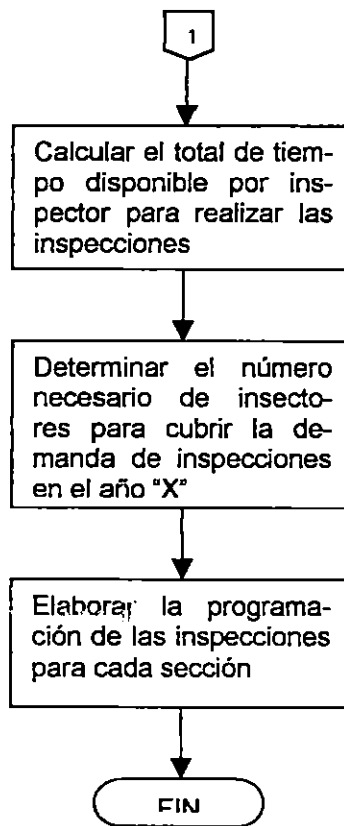 1
Calcular el total de tiem-
po disponible por ins-
pector para realizar las
inspecciones
Determinar el número
necesario de insecto-
res para cubrir la de-
manda de inspecciones
en el año "X"
Elaborar la programa-
ción de las inspecciones
para cada sección
FIN